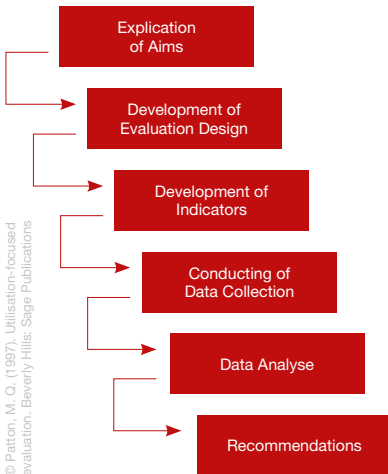 Explication
of Aims
Development of
Evaluation Design
Development of
Indicators
Conducting of
Data Collection
Data Analyse
Recommendations
© Patton, M. Q. (1997). Utilisation-focused
evaluation. Beverly Hills: Sage Publications